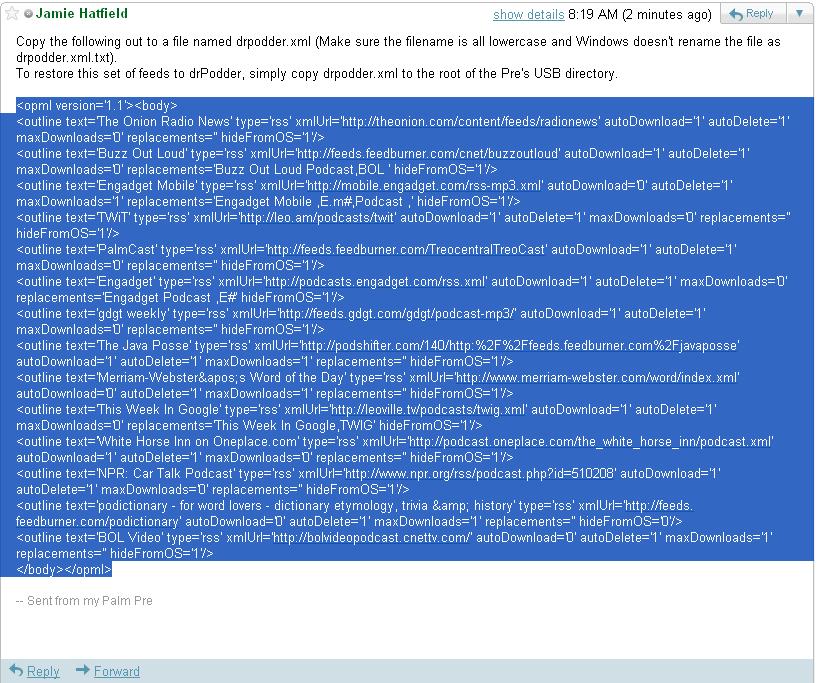 Jamie Hatfield show details 8:19 AM (2 minutes ago) Reply
Copy the following out to a file named drpodder.xml (Make sure the filename is all lowercase and Windows doesn't rename the file as
drpodder.xml.txt).
To restore this set of feeds to drPodder, simply copy drpodder.xml to the root of the Pre's USB directory.
<opml version='1.1'><body>
<outline text='The Onion Radio News' type='rss' xmlUrl='http://theonion.com/content/feeds/radionews' autoDownload='1' autoDelete='1'
maxDownloads='0' replacements='' hideFromOS='1'/>
<outline text='Buzz Out Loud' type='rss' xmlUrl='http://feeds.feedburner.com/cnet/buzzoutloud' autoDownload='1' autoDelete='1'
maxDownloads='0' replacements='Buzz Out Loud Podcast,BOL ' hideFromOS='1'/>
<outline text='Engadget Mobile' type='rss' xmlUrl='http://mobile.engadget.com/rss-mp3.xml' autoDownload='0' autoDelete='1'
maxDownloads='1' replacements='Engadget Mobile ,E.m#,Podcast ,' hideFromOS='1'/>
<outline text='TWiT' type='rss' xmlUrl='http://leo.am/podcasts/twit' autoDownload='1' autoDelete='1' maxDownloads='0' replacements=''
hideFromOS='1'/>
<outline text='PalmCast' type='rss' xmlUrl='http://feeds.feedburner.com/TreocentralTreoCast' autoDownload='1' autoDelete='1'
maxDownloads='0' replacements='' hideFromOS='1'/>
<outline text='Engadget' type='rss' xmlUrl='http://podcasts.engadget.com/rss.xml' autoDownload='1' autoDelete='1' maxDownloads='0'
replacements='Engadget Podcast ,E#' hideFromOS='1'/>
<outline text='gdgt weekly' type='rss' xmlUrl='http://feeds.gdgt.com/gdgt/podcast-mp3/' autoDownload='1' autoDelete='1'
maxDownloads='0' replacements='' hideFromOS='1'/>
<outline text='The Java Posse' type='rss' xmlUrl='http://podshifter.com/140/http:%2F%2Ffeeds.feedburner.com%2Fjavaposse'
autoDownload='1' autoDelete='1' maxDownloads='0' replacements='' hideFromOS='1'/>
<outline text='Merriam-Webster&apos;s Word of the Day' type='rss' xmlUrl='http://www.merriam-webster.com/word/index.xml'
autoDownload='0' autoDelete='1' maxDownloads='1' replacements='' hideFromOS='1'/>
<outline text='This Week In Google' type='rss' xmlUrl='http://leoville.tv/podcasts/twig.xml' autoDownload='1' autoDelete='1'
maxDownloads='0' replacements='This Week In Google,TWIG' hideFromOS='1'/>
<outline text='White Horse Inn on Oneplace.com' type='rss' xmlUrl='http://podcast.oneplace.com/the_white_horse_inn/podcast.xml'
autoDownload='1' autoDelete='1' maxDownloads='0' replacements='' hideFromOS='1'/>
<outline text='NPR: Car Talk Podcast' type='rss' xmlUrl='http://www.npr.org/rss/podcast.php?id=510208' autoDownload='1'
autoDelete='1' maxDownloads='0' replacements='' hideFromOS='1'/>
<outline text='podictionary - for word lovers - dictionary etymology, trivia &amp; history' type='rss' xmlUrl='http://feeds.
feedburner.com/podictionary' autoDownload='0' autoDelete='1' maxDownloads='1' replacements='' hideFromOS='0'/>
<outline text='BOL Video' type='rss' xmlUrl='http://bolvideopodcast.cnettv.com/' autoDownload='0' autoDelete='1' maxDownloads='1'
replacements='' hideFromOS='1'/>
</body></opml>
-- Sent from my Palm Pre
Reply Forward